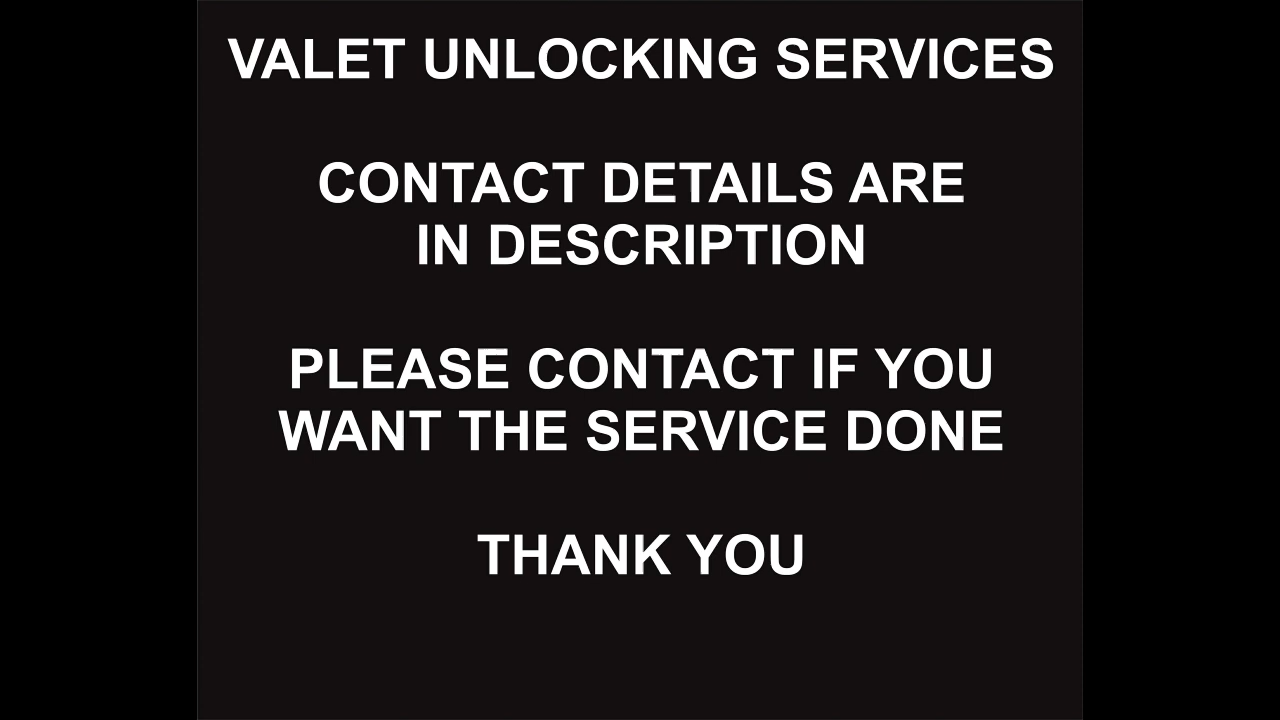 VALET UNLOCKING SERVICES
CONTACT DETAILS ARE
IN DESCRIPTION
PLEASE CONTACT IF YOU
WANT THE SERVICE DONE
THANK YOU